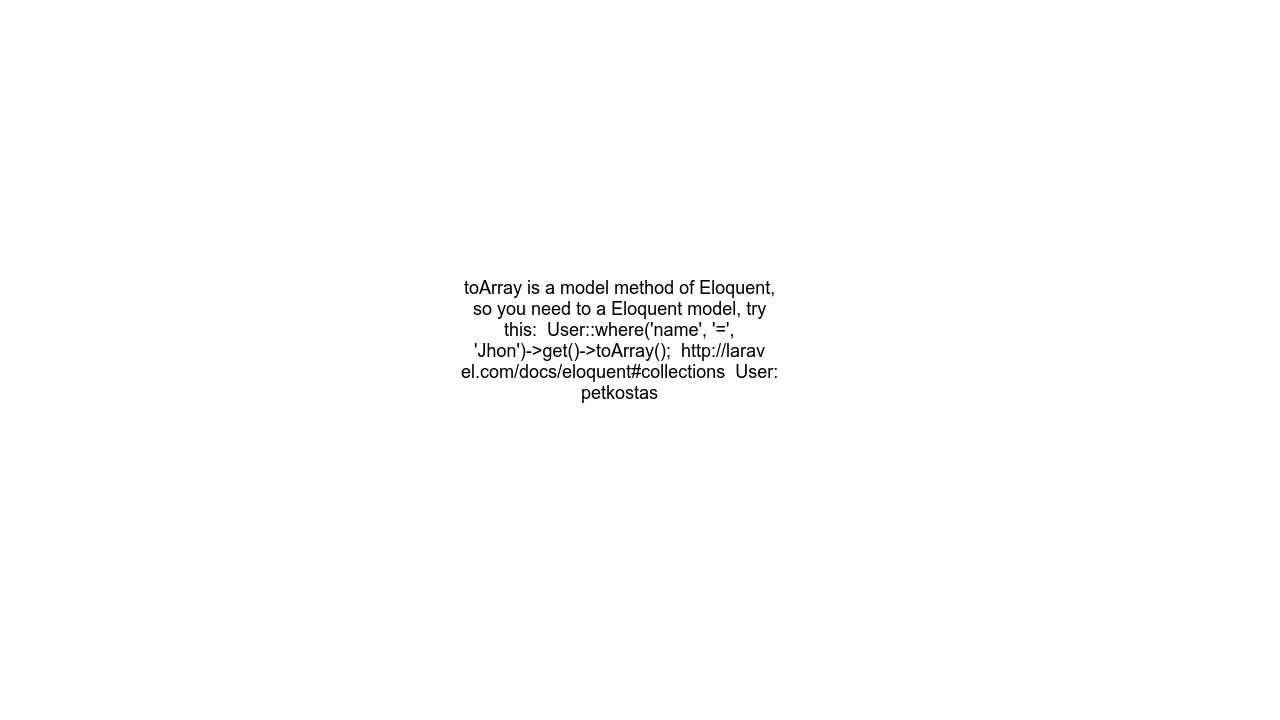 toArray is a model method of Eloquent,
so you need to a Eloquent model, try
this:  User::where('name', '=',
'Jhon')->get()->toArray();  http://larav
el.com/docs/eloquent#collections  User:
petkostas